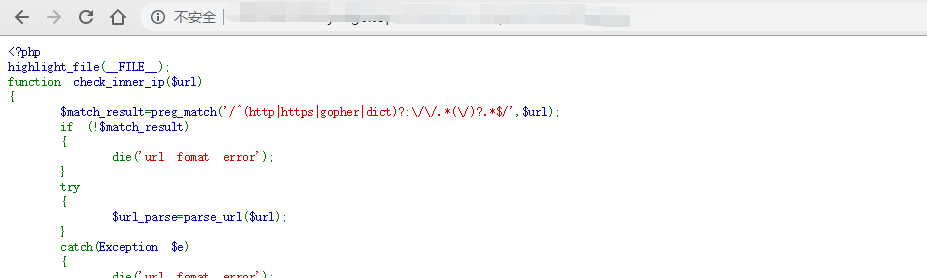 不安全
<?php
highlight_file(__FILE__);
function check_inner_ip($url)
{
$match_result=preg_match('/^(http|https|gopher|dict)?:\/\/.*(\/)?.*$/',$url);
if (!$match_result)
{
die('url fomat error');
}
try
{
$url_parse=parse_url($url);
}
catch(Exception $e)
{
die('url fomat error');